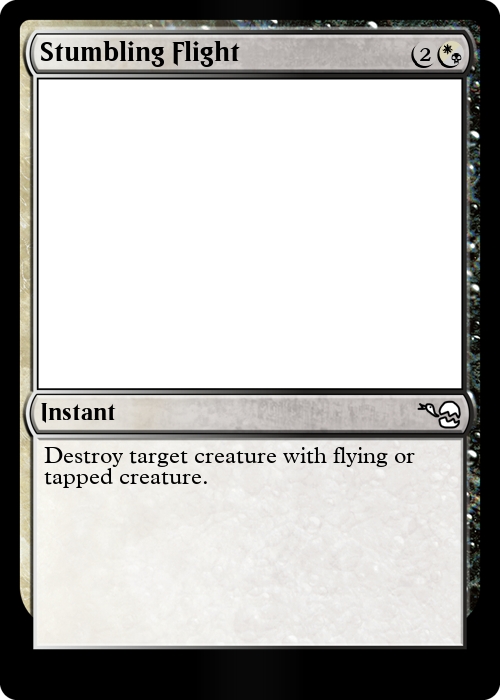 Stumbling Flight 2
Instant
Destroy target creature with flying or
tapped creature.